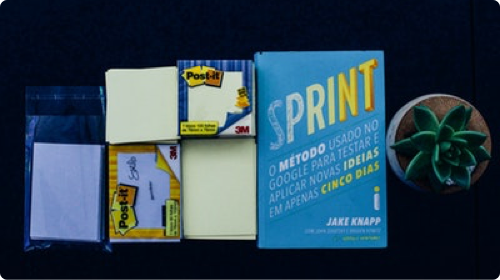 Post-it
3M
SPRINT
O MÉTODO USADO NO
GOOGLE PARA TESTAR E
APLICAR NOVAS IDEIAS
EM APENAS CINCO DIAS
JAKE KNAPP
3M
Post-it